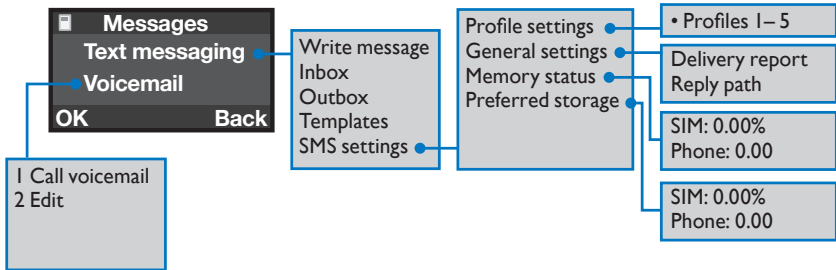 Messages
Text messaging
Voicemail
OK Back
1 Call voicemail
2 Edit
Write message
Inbox
Outbox
Templates
SMS settings
Profile settings
General settings
Memory status
Preferred storage
• Profiles 1– 5
Delivery report
Reply path
SIM: 0.00%
Phone: 0.00
SIM: 0.00%
Phone: 0.00